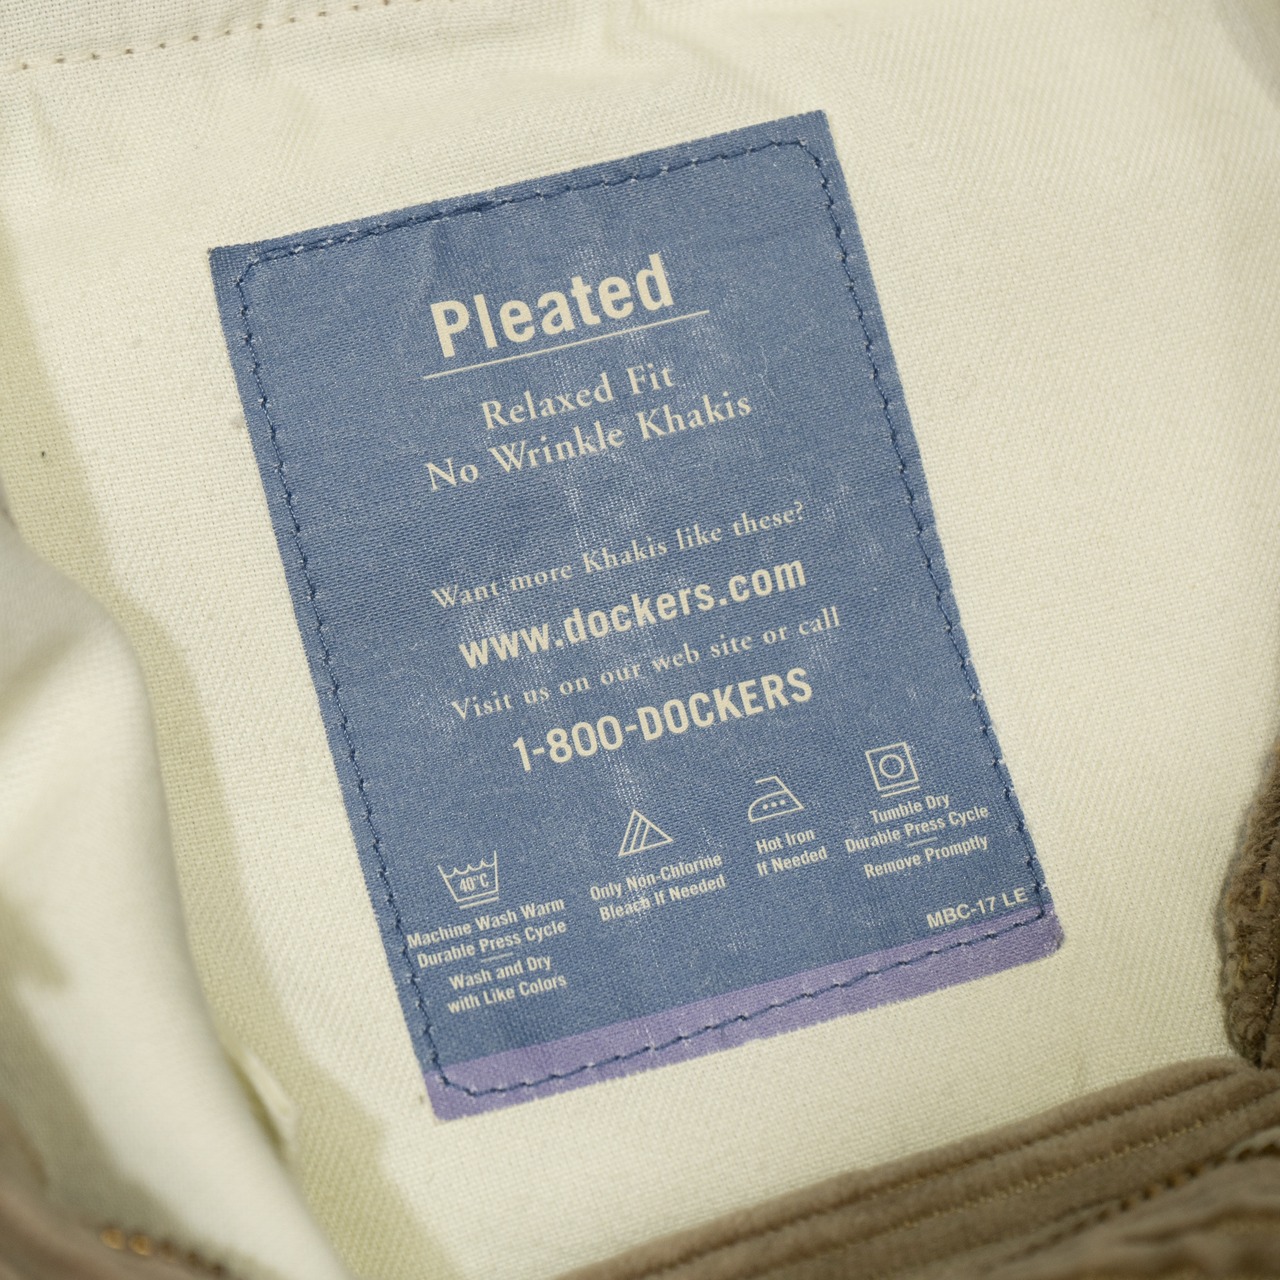 Pleated
Relaxed Fit
No Wrinkle Khakis
Want more Khakis like these?
www.dockers.com
Visit us on our web site or call
1-800-DOCKERS
40°C
Machine Wash Warm
Durable Press Cycle
Wash and Dry
with Like Colors
Only Non-Chlorine
Bleach If Needed
Hot Iron
If Needed
Tumble Dry
Durable Press Cycle
Remove Promptly
MBC-17 LE